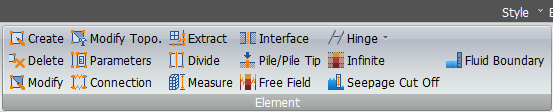 Style
Create Modify Topo. Extract Interface Hinge
Delete Parameters Divide Pile/Pile Tip Infinite Fluid Boundary
Modify Connection Measure Free Field Seepage Cut Off
Element